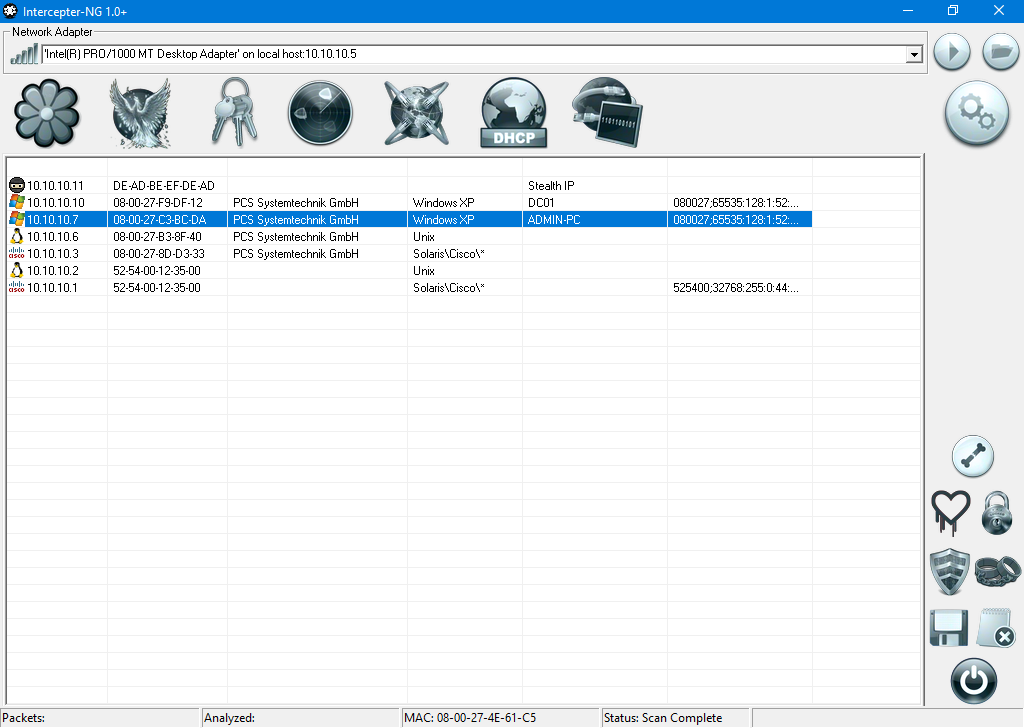 Intercepter-NG 1.0+
Network Adapter
'Intel(R) PRO/1000 MT Desktop Adapter' on local host:10.10.10.5
DHCP
1101100101
10.10.10.11 DE-AD-BE-EF-DE-AD Stealth IP
10.10.10.10 08-00-27-F9-DF-12 PCS Systemtechnik GmbH Windows XP DC01 080027;65535:128:1:52:...
10.10.10.7 08-00-27-C3-BC-DA PCS Systemtechnik GmbH Windows XP ADMIN-PC 080027;65535:128:1:52:...
10.10.10.6 08-00-27-B3-8F-40 PCS Systemtechnik GmbH Unix
cisco 10.10.10.3 08-00-27-8D-D3-33 PCS Systemtechnik GmbH Solaris\Cisco\*
10.10.10.2 52-54-00-12-35-00 Unix
cisco 10.10.10.1 52-54-00-12-35-00 Solaris\Cisco\* 525400;32768:255:0:44:...
Packets: Analyzed: MAC: 08-00-27-4E-61-C5 Status: Scan Complete